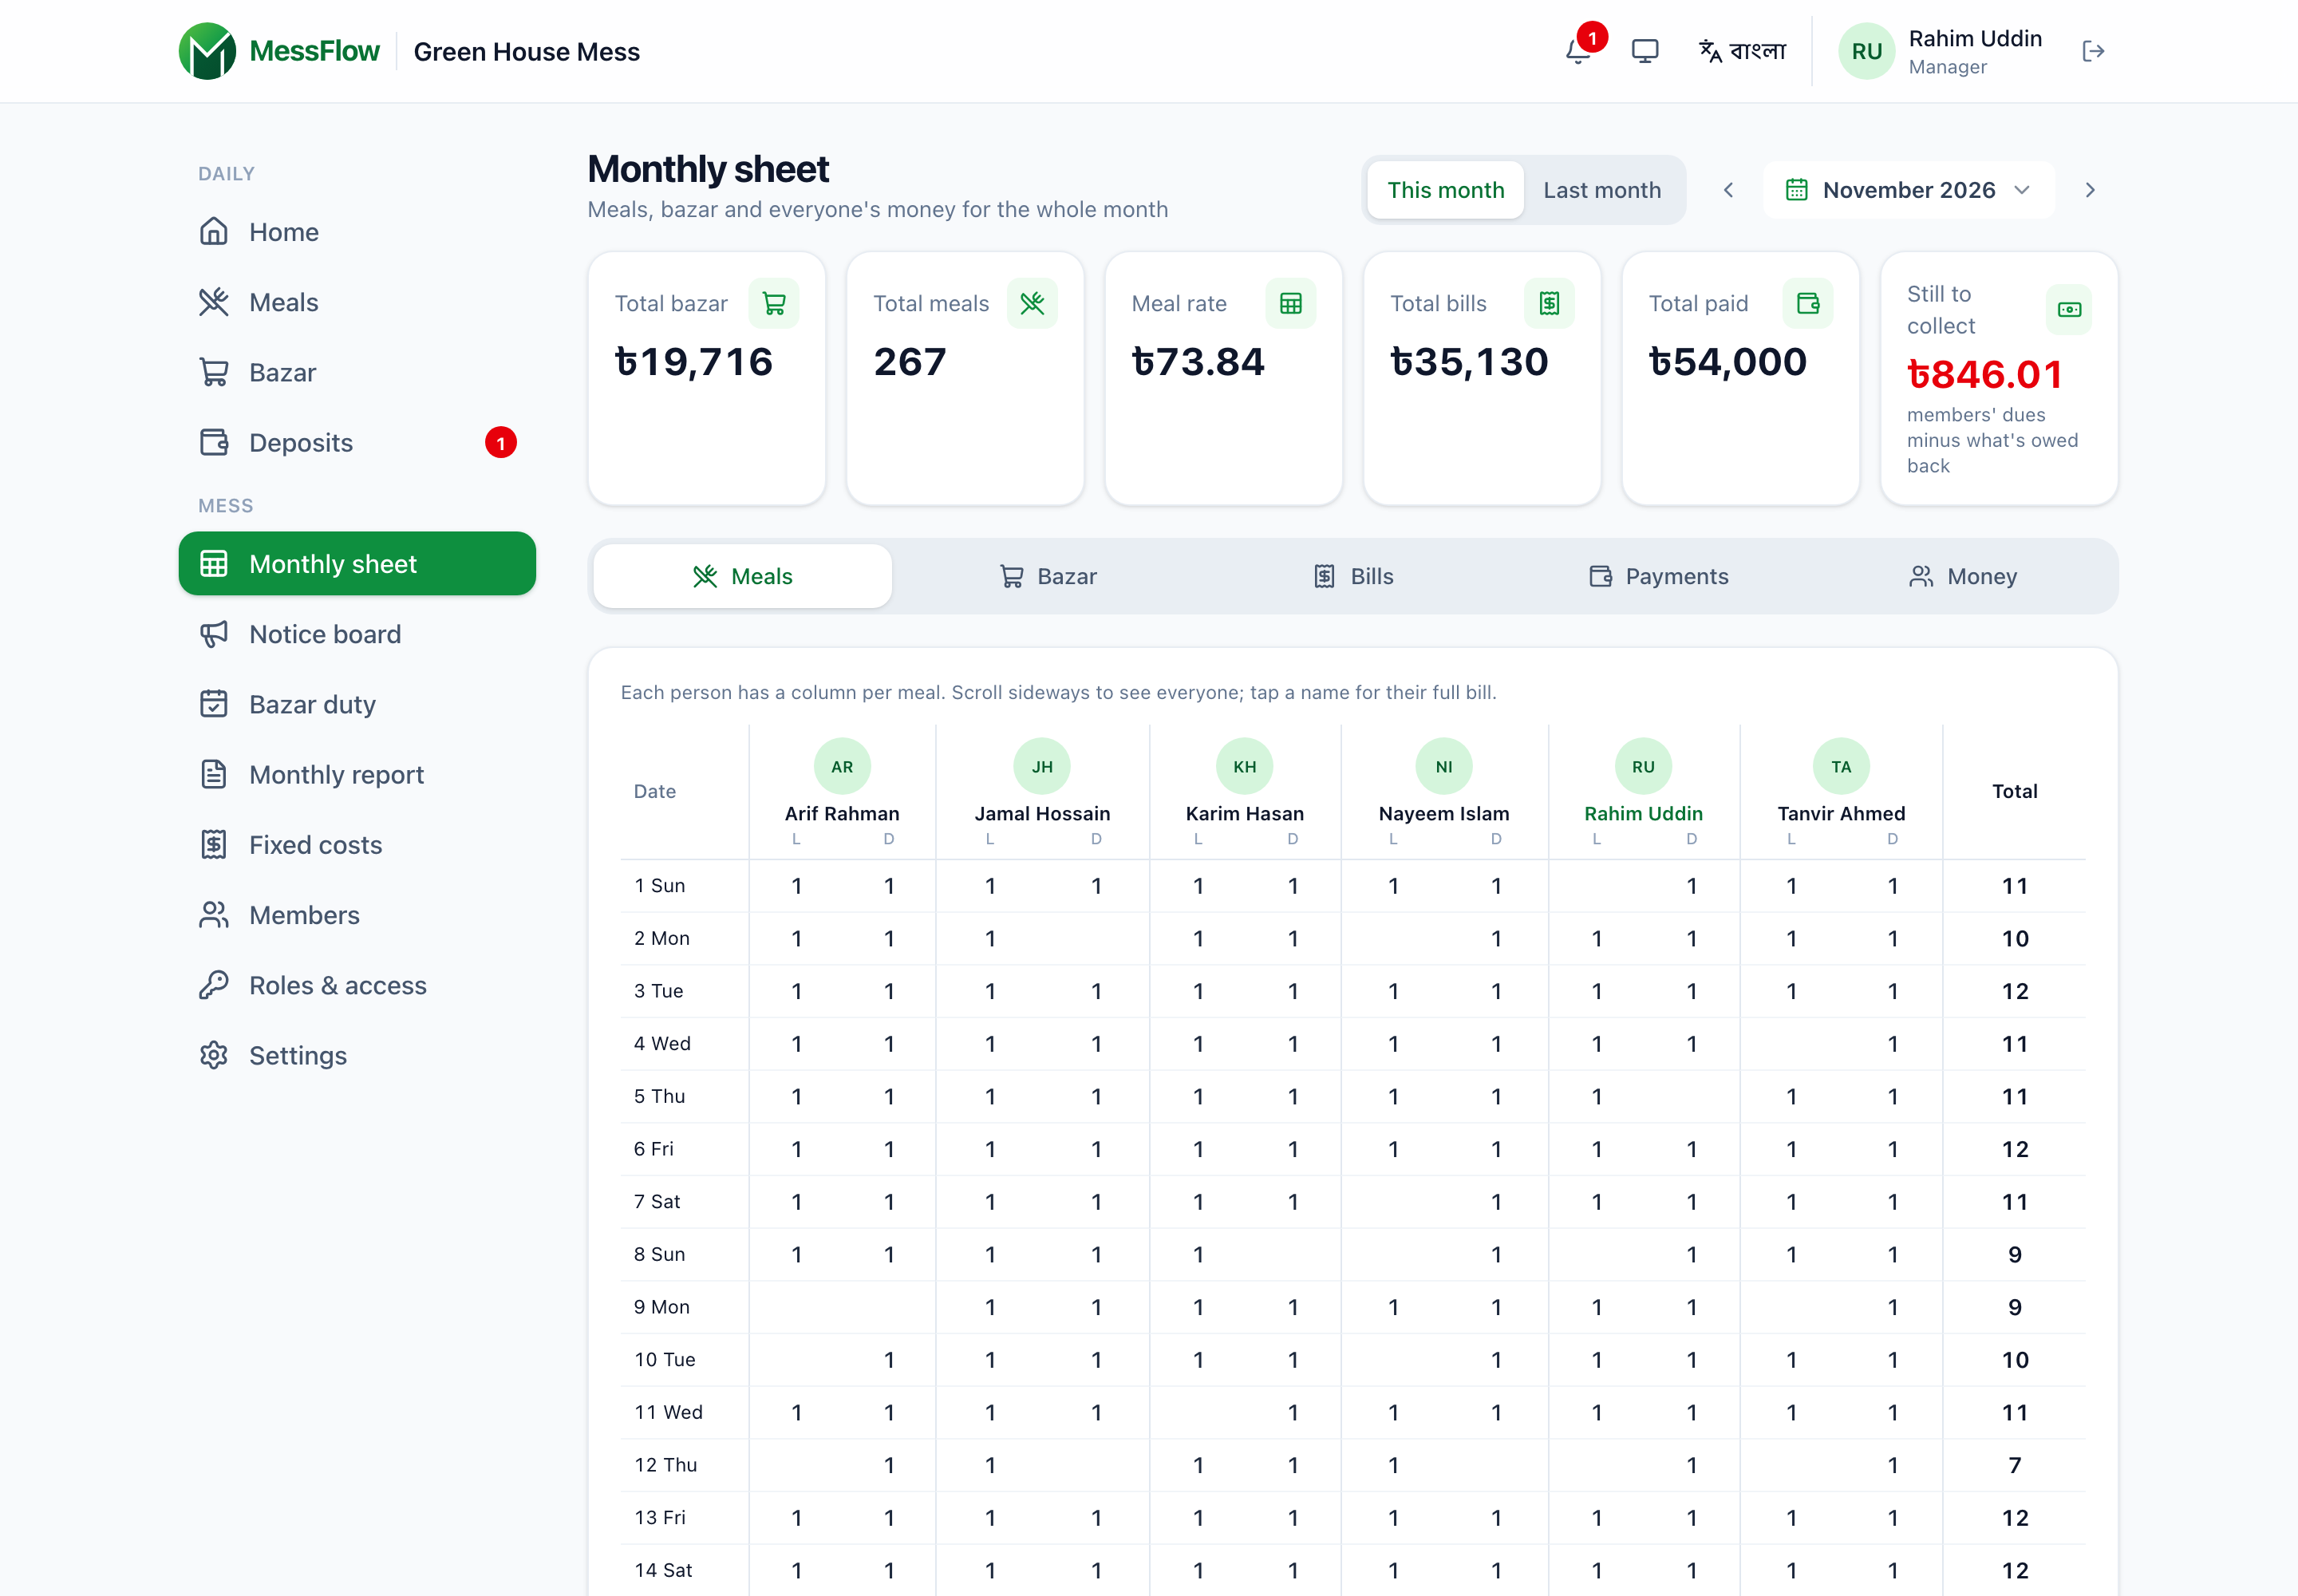 MessFlow
Green House Mess
1
বাংলা
RU
Rahim Uddin
Manager
DAILY
Home
Meals
Bazar
Deposits 1
MESS
Monthly sheet
Notice board
Bazar duty
Monthly report
Fixed costs
Members
Roles & access
Settings
Monthly sheet
Meals, bazar and everyone's money for the whole month
This month Last month November 2026
Total bazar
৳19,716
Total meals
267
Meal rate
৳73.84
Total bills
৳35,130
Total paid
৳54,000
Still to
collect
৳846.01
members' dues
minus what's owed
back
Meals Bazar Bills Payments Money
Each person has a column per meal. Scroll sideways to see everyone; tap a name for their full bill.
AR JH KH NI RU TA
Date Arif Rahman Jamal Hossain Karim Hasan Nayeem Islam Rahim Uddin Tanvir Ahmed Total
L D L D L D L D L D L D
1 Sun 1 1 1 1 1 1 1 1 1 1 1 11
2 Mon 1 1 1 1 1 1 1 1 1 1 10
3 Tue 1 1 1 1 1 1 1 1 1 1 1 1 12
4 Wed 1 1 1 1 1 1 1 1 1 1 1 11
5 Thu 1 1 1 1 1 1 1 1 1 1 1 11
6 Fri 1 1 1 1 1 1 1 1 1 1 1 1 12
7 Sat 1 1 1 1 1 1 1 1 1 1 1 11
8 Sun 1 1 1 1 1 1 1 1 1 9
9 Mon 1 1 1 1 1 1 1 1 1 9
10 Tue 1 1 1 1 1 1 1 1 1 1 10
11 Wed 1 1 1 1 1 1 1 1 1 1 1 11
12 Thu 1 1 1 1 1 1 1 7
13 Fri 1 1 1 1 1 1 1 1 1 1 1 1 12
14 Sat 1 1 1 1 1 1 1 1 1 1 1 1 12